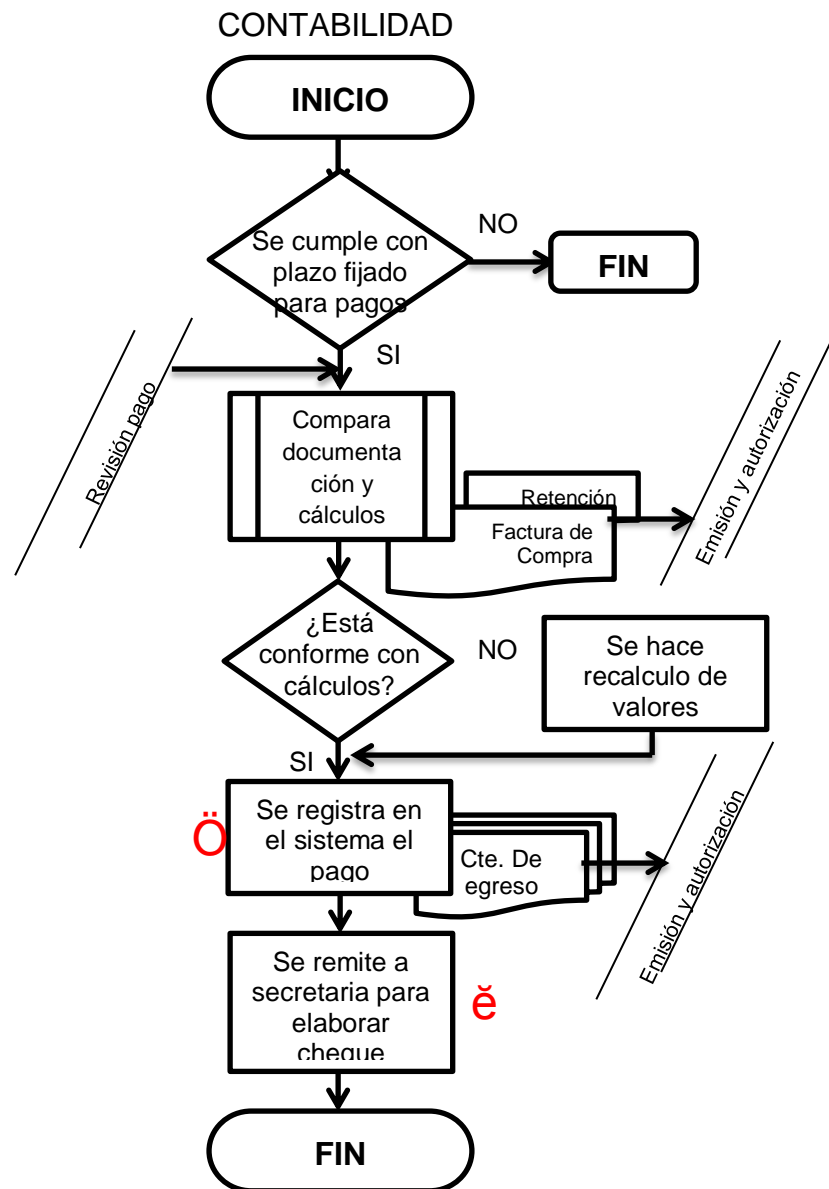 CONTABILIDAD
INICIO
Se cumple con
plazo fijado
para pagos
NO
FIN
SI
Revisión pago
Compara
documenta
ción y
cálculos
Retención
Factura de
Compra
Emisión y autorización
¿Está
conforme con
cálculos?
NO
Se hace
recalculo de
valores
SI
Ö
Se registra en
el sistema el
pago
Cte. De
egreso
Emisión y autorización
Se remite a
secretaria para
elaborar
cheque
ĕ
FIN